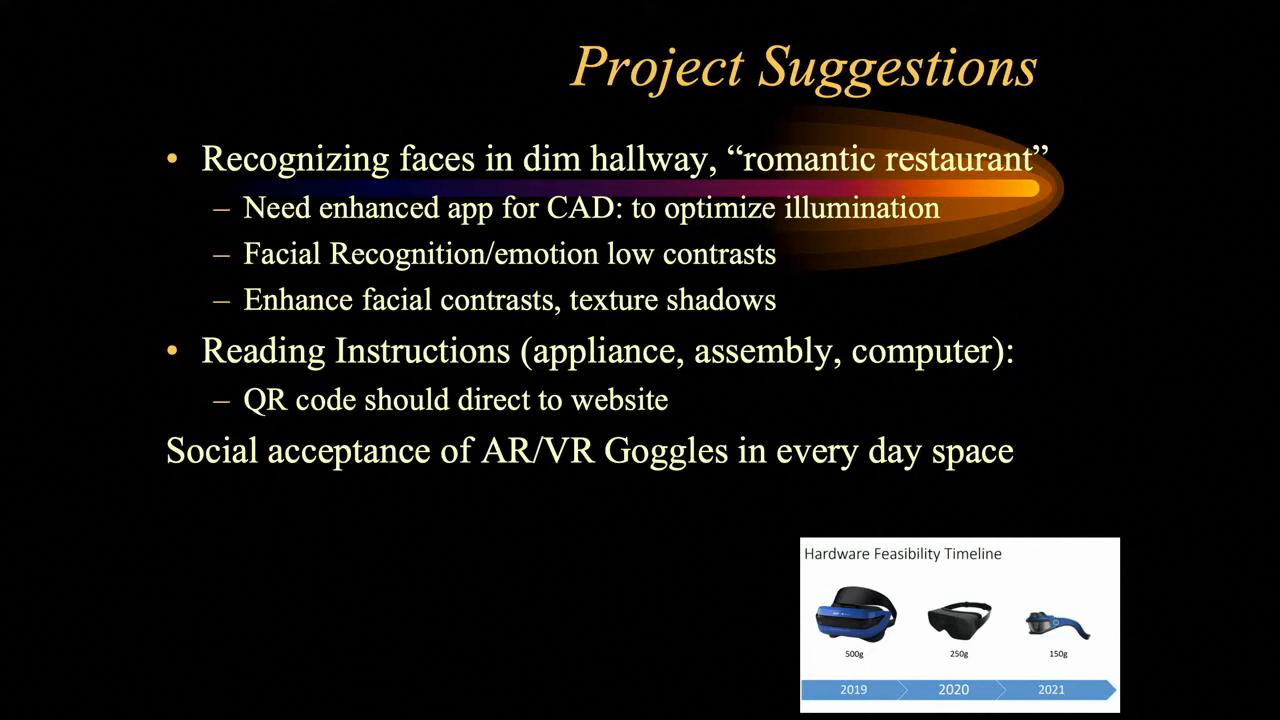 Project Suggestions
• Recognizing faces in dim hallway, “romantic restaurant”
– Need enhanced app for CAD: to optimize illumination
– Facial Recognition/emotion low contrasts
– Enhance facial contrasts, texture shadows
• Reading Instructions (appliance, assembly, computer):
– QR code should direct to website
Social acceptance of AR/VR Goggles in every day space
Hardware Feasibility Timeline
500g 250g 150g
2019 2020 2021